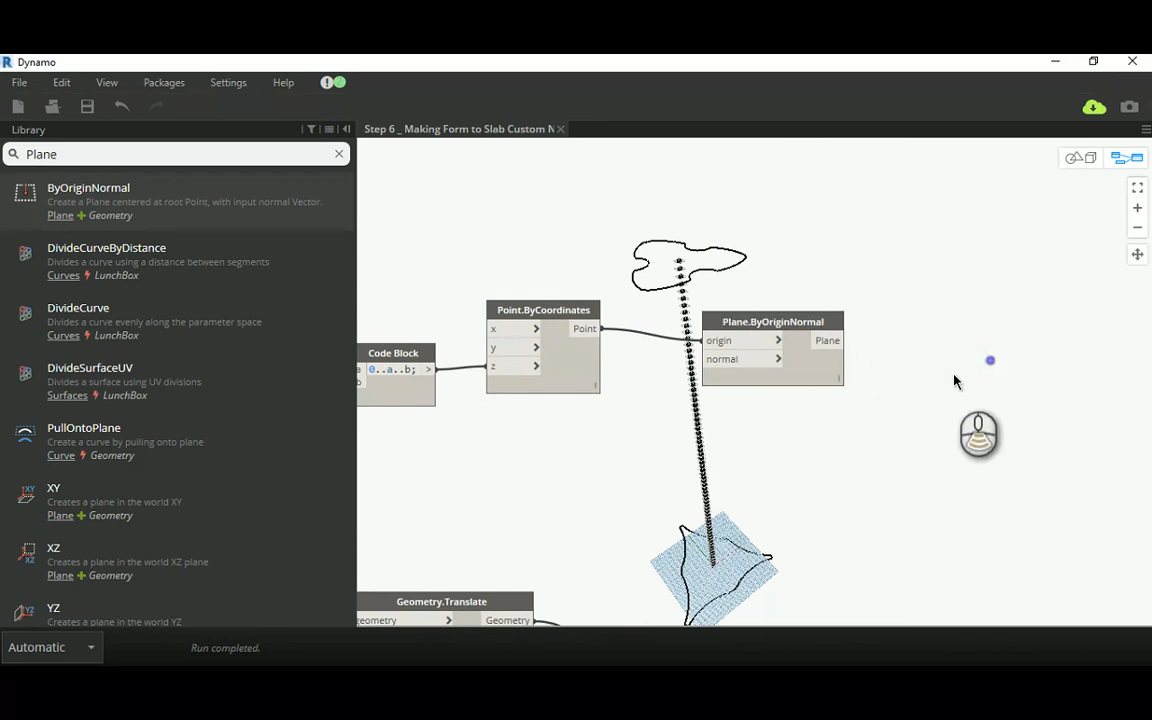 Dynamo
File Edit View Packages Settings Help
Library
Step 6 _ Making Form to Slab Custom N
Plane
ByOriginNormal
Create a Plane centered at root Point, with input normal Vector.
Plane Geometry
DivideCurveByDistance
Divides a curve using a distance between segments
Curves LunchBox
DivideCurve
Divides a curve evenly along the parameter space
Curves LunchBox
DivideSurfaceUV
Divides a surface using UV divisions
Surfaces LunchBox
PullOntoPlane
Create a curve by pulling onto plane
Curve Geometry
XY
Creates a plane in the world XY
Plane Geometry
XZ
Creates a plane in the world XZ plane
Plane Geometry
YZ
Creates a plane in the world YZ
Code Block
a 0..a..b; >
b
Point.ByCoordinates
x > Point
y >
z >
Plane.ByOriginNormal
origin > Plane
normal >
Geometry.Translate
geometry > Geometry
Automatic
Run completed.